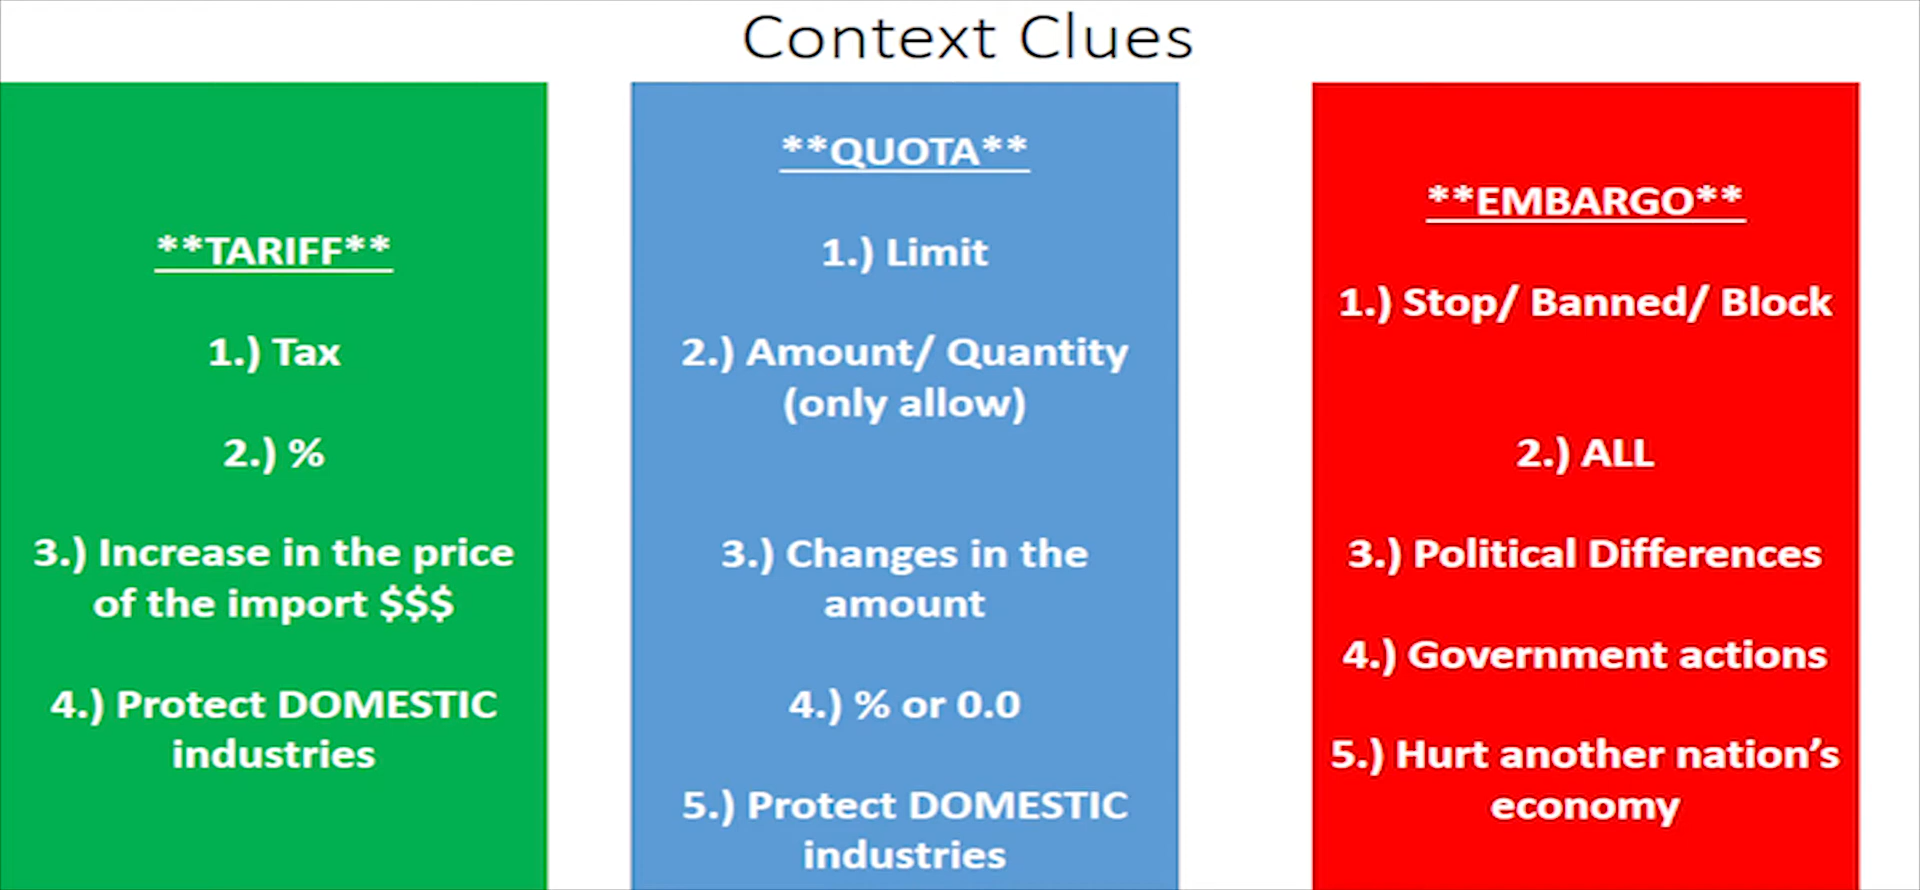 Context Clues
**TARIFF**
1.) Tax
2.) %
3.) Increase in the price
of the import $$$
4.) Protect DOMESTIC
industries
**QUOTA**
1.) Limit
2.) Amount/ Quantity
(only allow)
3.) Changes in the
amount
4.) % or 0.0
5.) Protect DOMESTIC
industries
**EMBARGO**
1.) Stop/ Banned/ Block
2.) ALL
3.) Political Differences
4.) Government actions
5.) Hurt another nation’s
economy